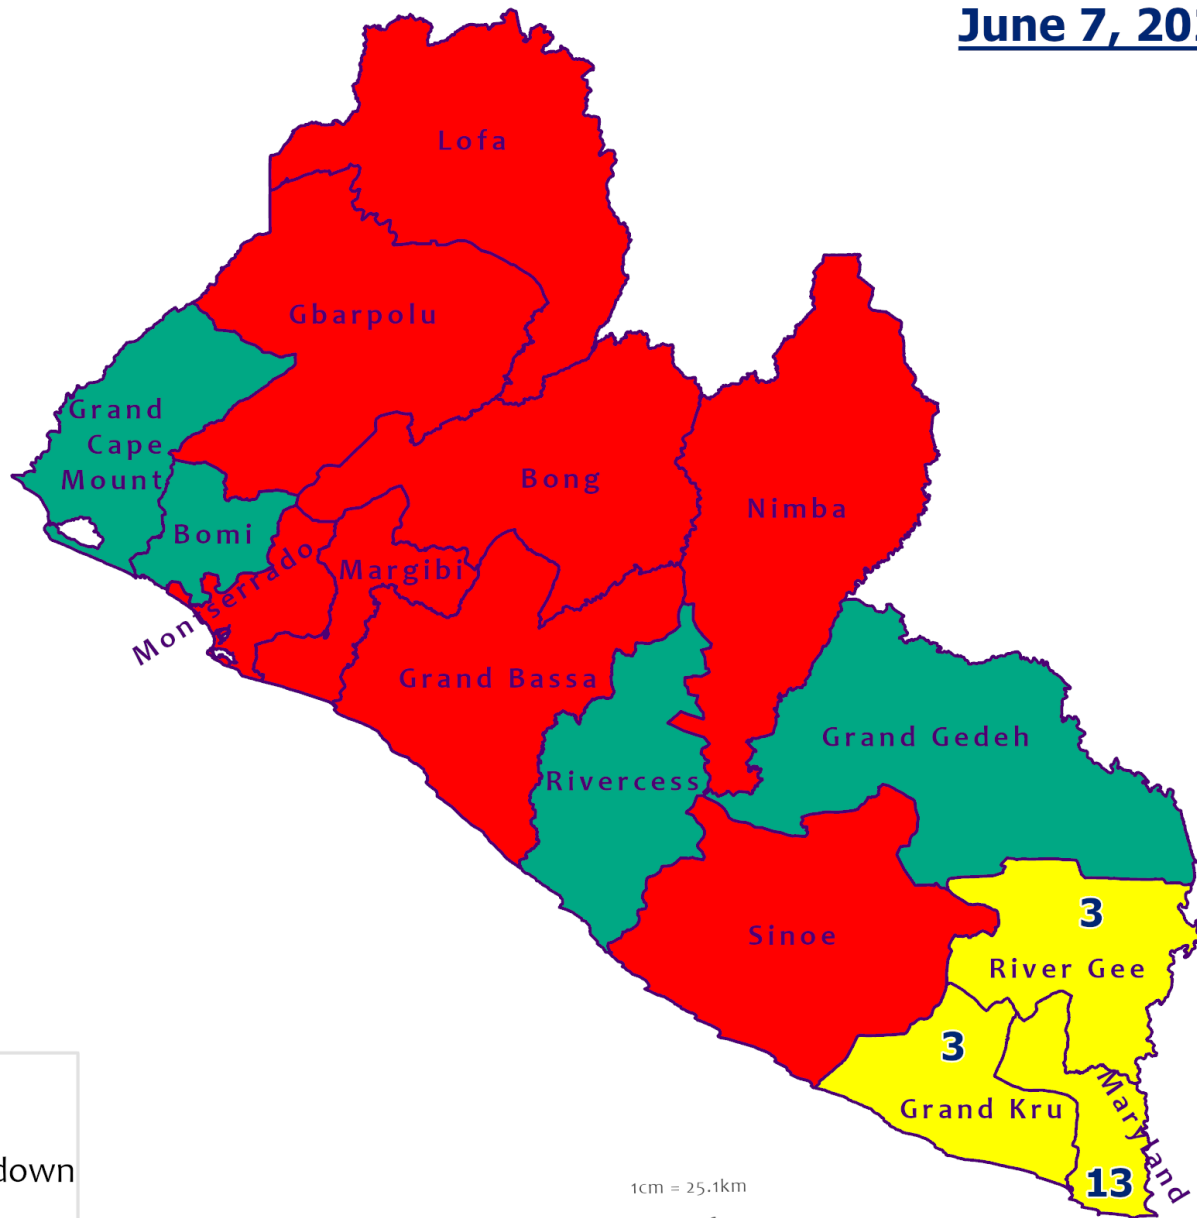 June 7, 20
Lofa
Gbarpolu
Grand
Cape
Mount
Bong
Nimba
Bomi
Montserrado
Margibi
Grand Bassa
Grand Gedeh
Rivercess
3
Sinoe
River Gee
3
Grand Kru
Maryland
down
13
1cm = 25.1km